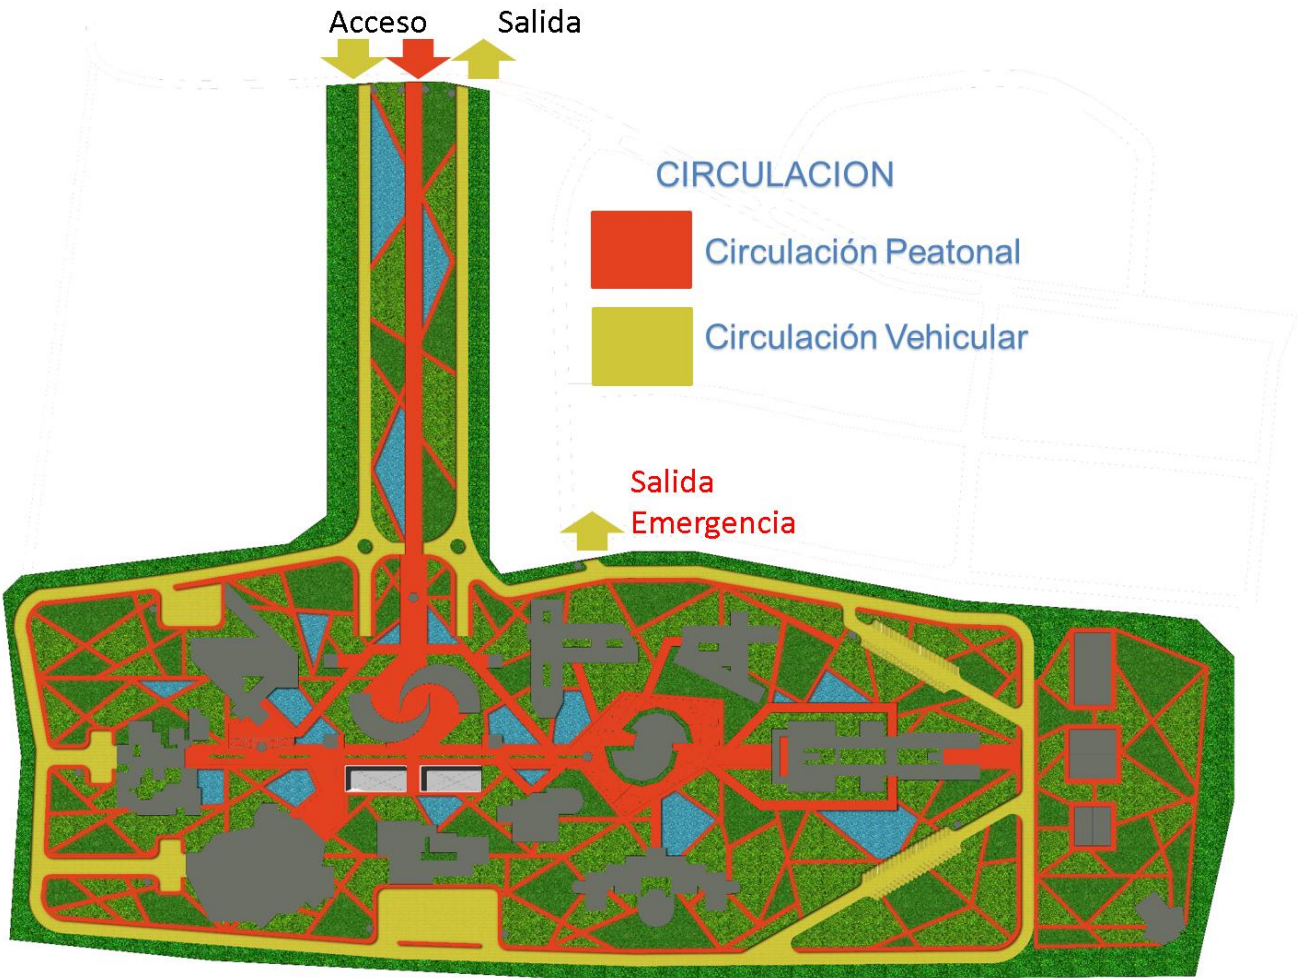 Acceso
Salida
CIRCULACION
Circulación Peatonal
Circulación Vehicular
Salida
Emergencia